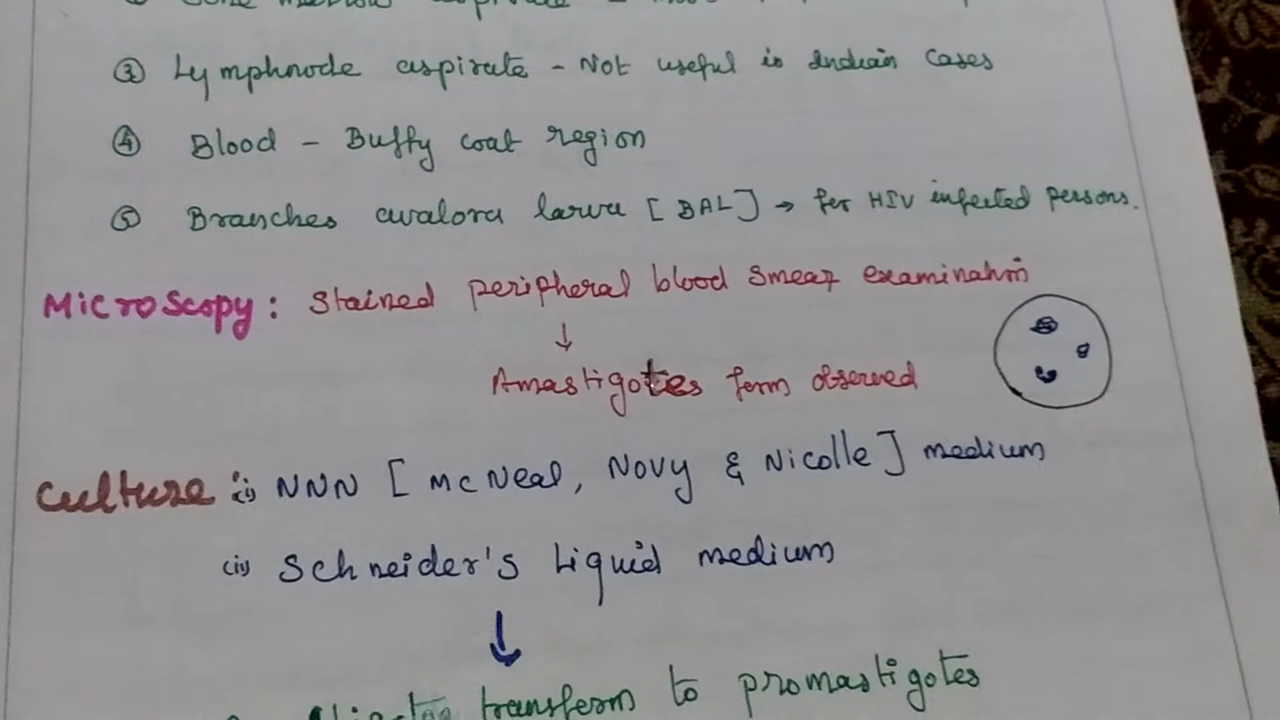 ③ Lymphnode aspirate - Not useful in Indian Cases
④ Blood - Buffy coat region
⑤ Branches avalora larva [BAL] → for HIV infected persons.
Microscopy: Stained peripheral blood smear examination
↓
Amastigotes form observed
Culture: (i) NNN [McNeal, Novy & Nicolle] medium
(ii) Schneider's Liquid medium
↓
transform to promastigotes